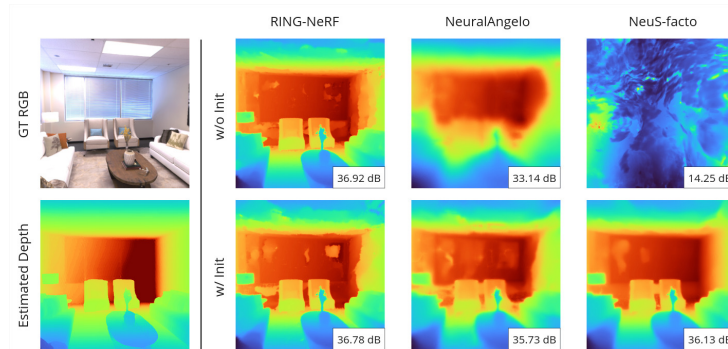 RING-NeRF
NeuralAngelo
NeuS-facto
GT RGB
w/o Init
36.92 dB
33.14 dB
14.25 dB
Estimated Depth
w/ Init
36.78 dB
35.73 dB
36.13 dB